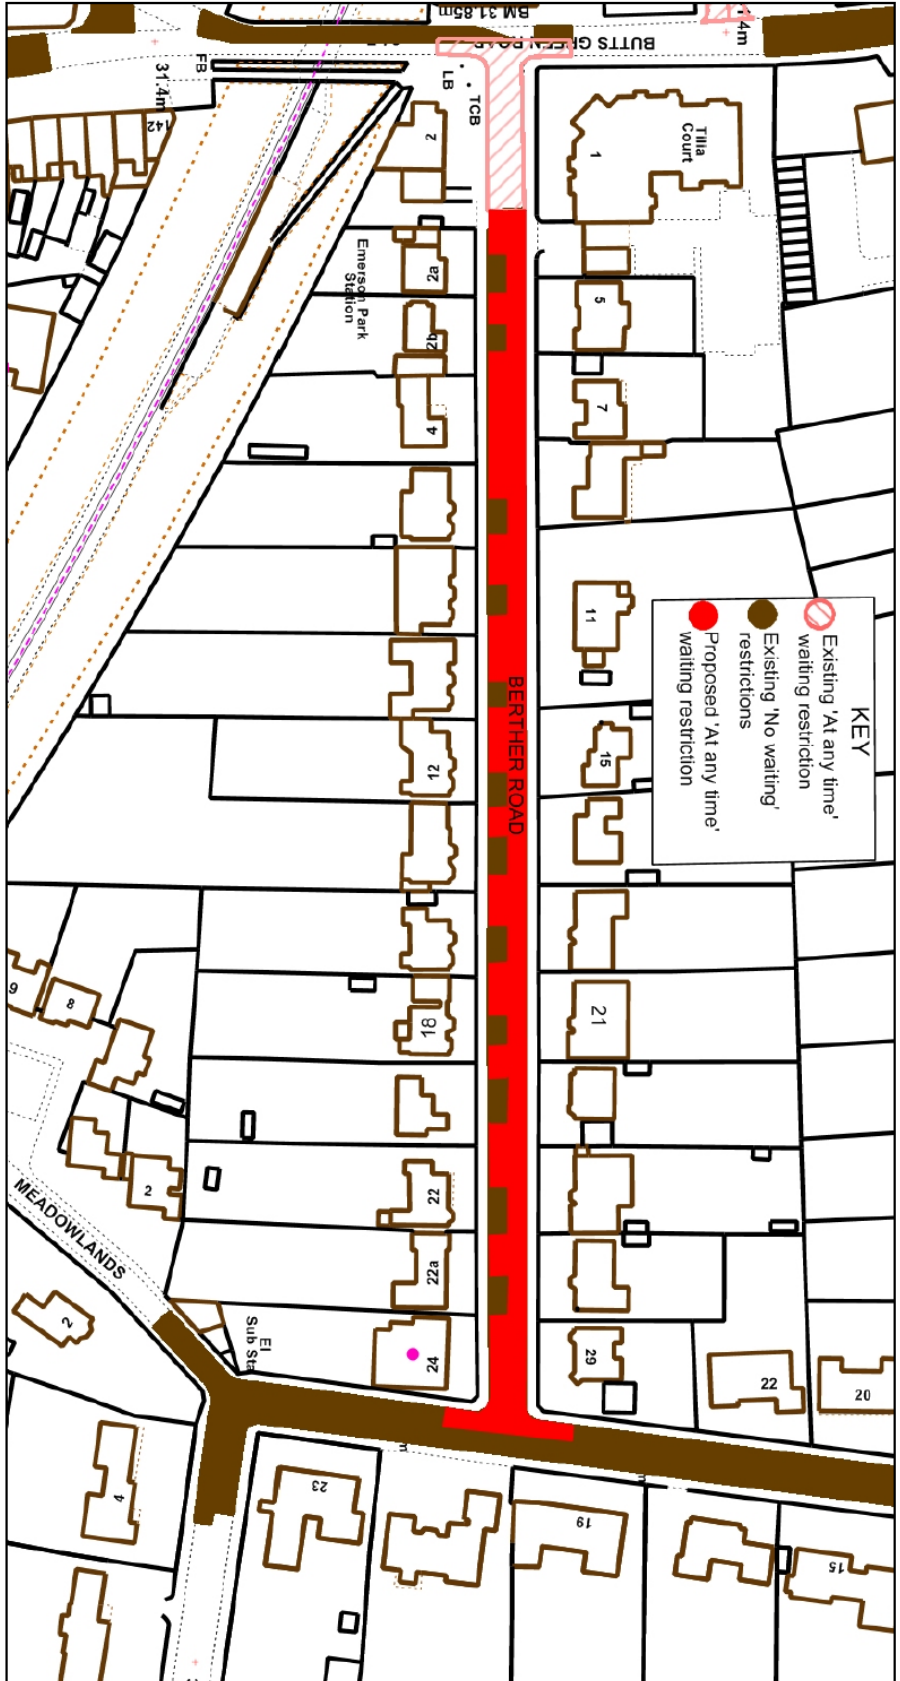 BM 31.85m
BUTTS GREEN ROAD
4m
FB
31.4m
142
LB
TCB
2
1
Tilia
Court
Emerson Park
Station
2a
2b
4
5
7
11
15
12
BERTHER ROAD
KEY
Existing 'At any time'
waiting restriction
Existing 'No waiting'
restrictions
Proposed 'At any time'
waiting restriction
9
8
18
21
2
MEADOWLANDS
22
22a
El
Sub Sta
24
29
22
20
2
4
23
19
15
m